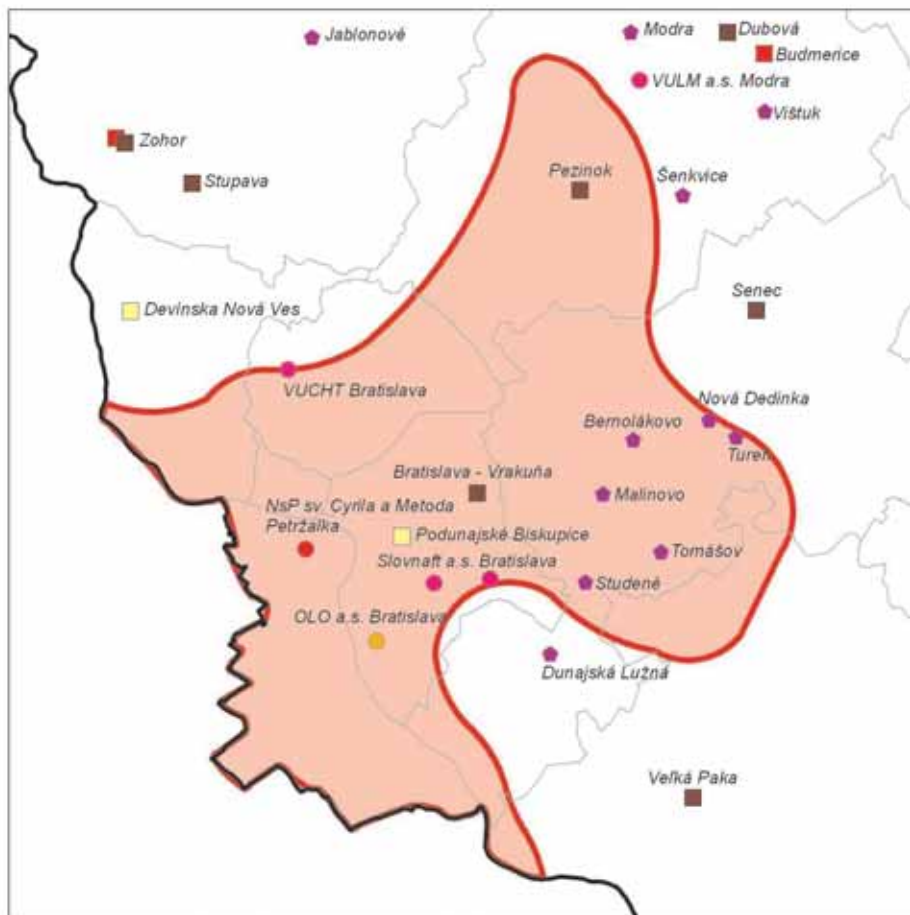 Jablonové
Modra
Dubová
Budmerice
VULM a.s. Modra
Vištuk
Zohor
Stupava
Pezinok
Šenkvice
Devínska Nová Ves
Senec
VUCHT Bratislava
Nová Dedinka
Bernolákovo
Tureň
Bratislava - Vrakuňa
Malinovo
NsP sv. Cyrila a Metoda
Petržalka
Podunajské Biskupice
Tomášov
Slovnaft a.s. Bratislava
Studené
OLO a.s. Bratislava
Dunajská Lužná
Veľká Paka